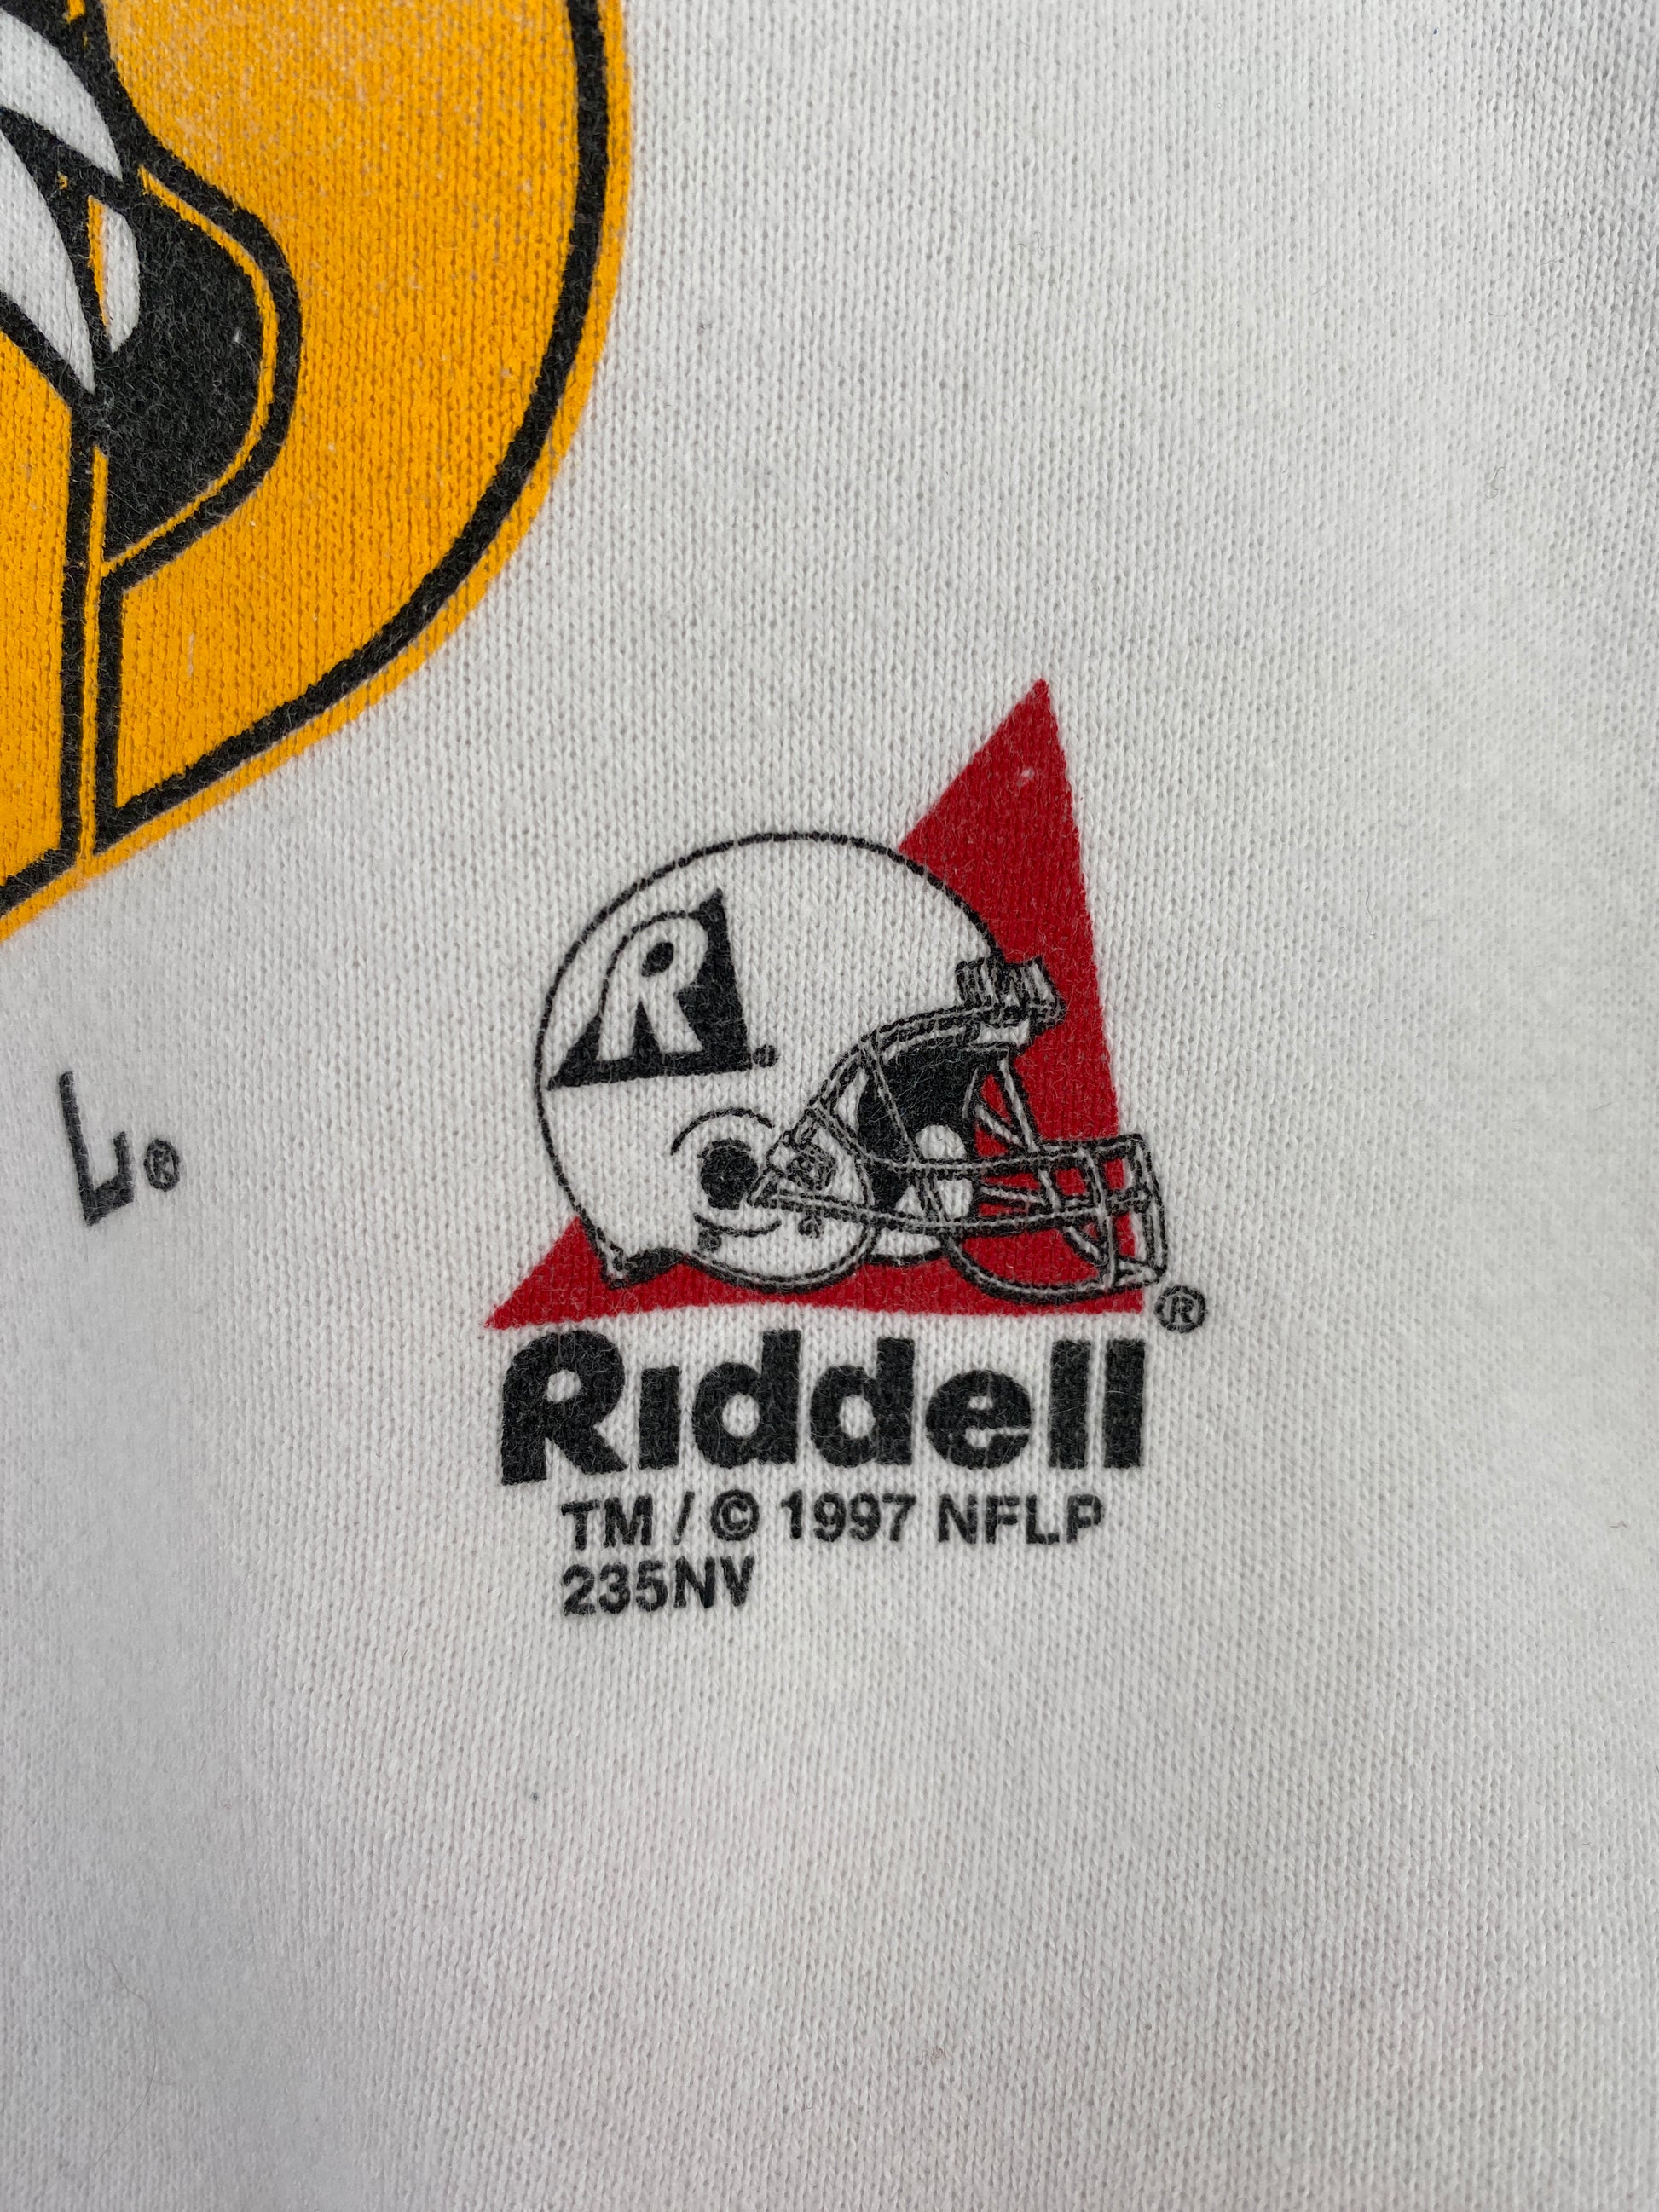 L®
R
®
Riddell
TM / © 1997 NFLP
235NV